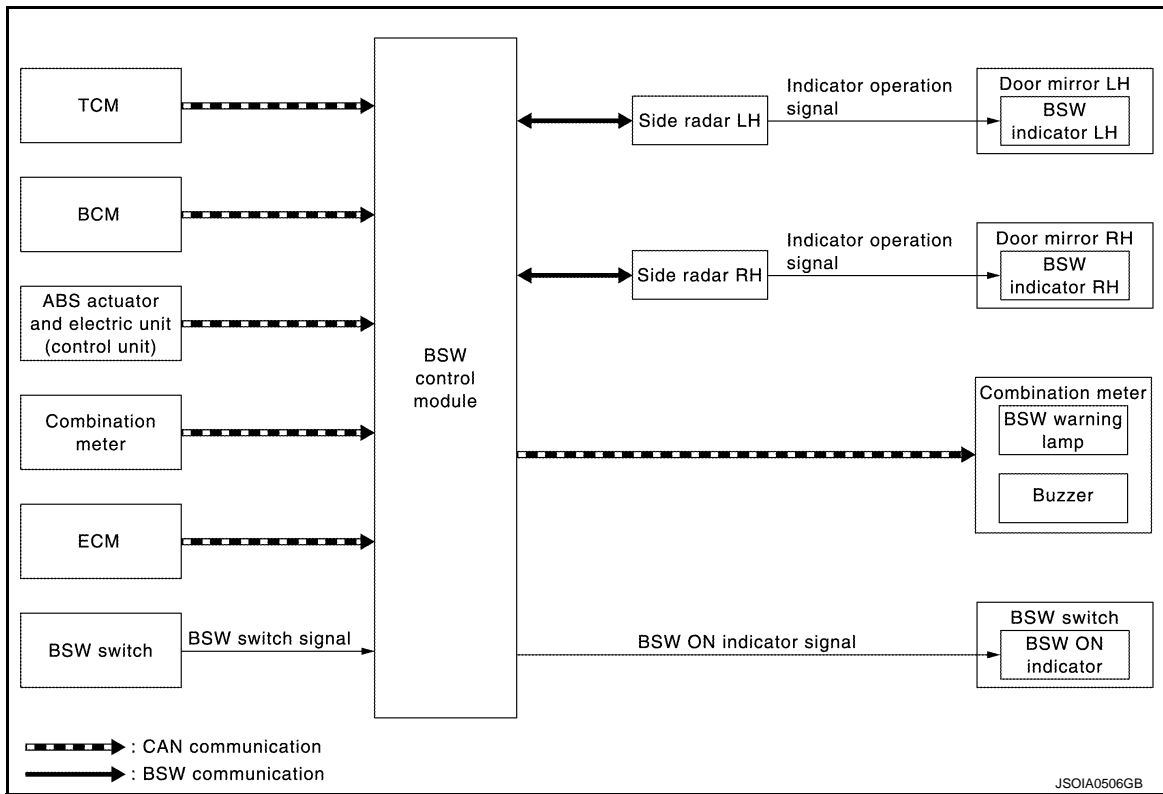 TCM
BCM
ABS actuator
and electric unit
(control unit)
Combination
meter
ECM
BSW switch
BSW switch signal
BSW
control
module
Side radar LH
Indicator operation
signal
Door mirror LH
BSW
indicator LH
Side radar RH
Indicator operation
signal
Door mirror RH
BSW
indicator RH
Combination meter
BSW warning
lamp
Buzzer
BSW ON indicator signal
BSW switch
BSW ON
indicator
: CAN communication
: BSW communication
JSOIA0506GB